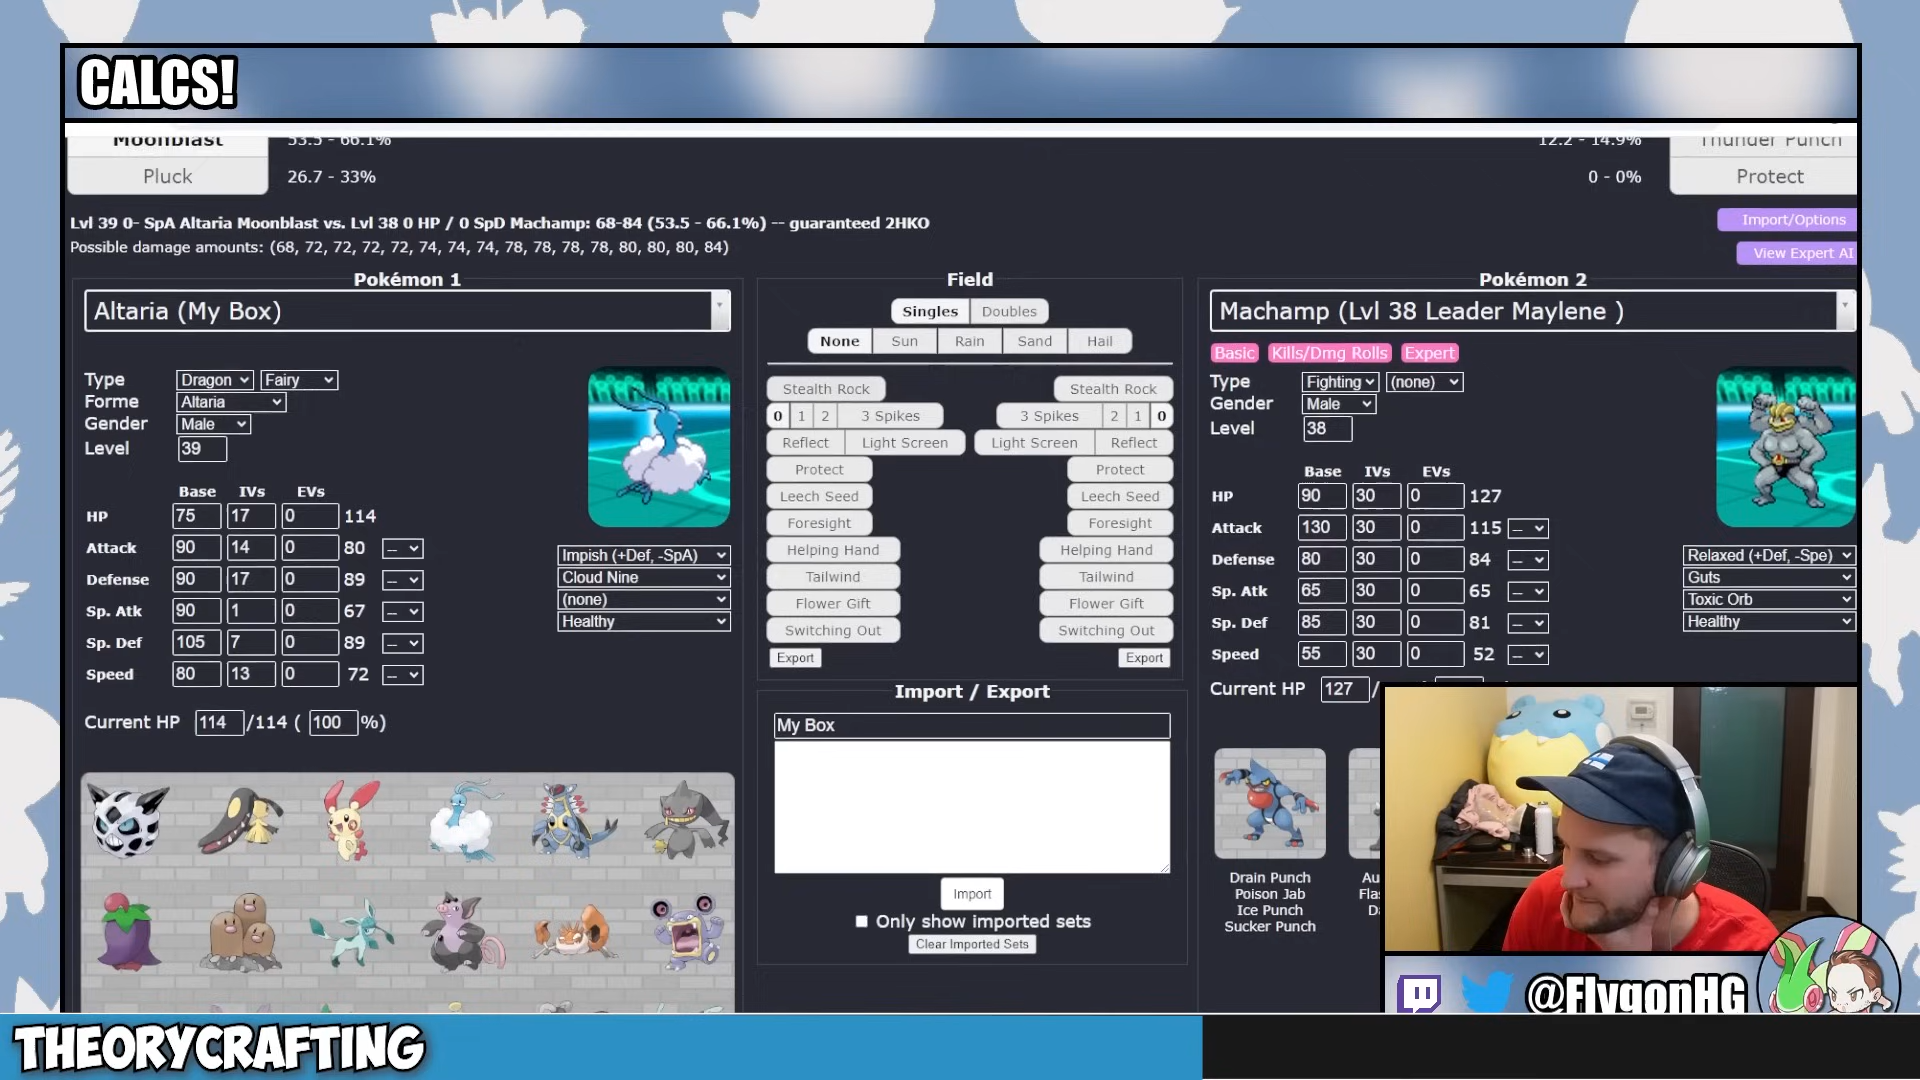 CALCS!
Moonblast 53.5 - 66.1% 12.2 - 14.9% Thunder Punch
Pluck 26.7 - 33% 0 - 0% Protect
Lvl 39 0- SpA Altaria Moonblast vs. Lvl 38 0 HP / 0 SpD Machamp: 68-84 (53.5 - 66.1%) -- guaranteed 2HKO
Possible damage amounts: (68, 72, 72, 72, 72, 74, 74, 74, 78, 78, 78, 78, 80, 80, 80, 84)
Import/Options
View Expert AI
Pokémon 1
Altaria (My Box)
Type Dragon Fairy
Forme Altaria
Gender Male
Level 39
Base IVs EVs
HP 75 17 0 114
Attack 90 14 0 80 --
Defense 90 17 0 89 --
Sp. Atk 90 1 0 67 --
Sp. Def 105 7 0 89 --
Speed 80 13 0 72 --
Impish (+Def, -SpA)
Cloud Nine
(none)
Healthy
Current HP 114 /114 ( 100 %)
Field
Singles Doubles
None Sun Rain Sand Hail
Stealth Rock Stealth Rock
0 1 2 3 Spikes 3 Spikes 2 1 0
Reflect Light Screen Light Screen Reflect
Protect Protect
Leech Seed Leech Seed
Foresight Foresight
Helping Hand Helping Hand
Tailwind Tailwind
Flower Gift Flower Gift
Switching Out Switching Out
Export Export
Import / Export
My Box
Import
Only show imported sets
Clear Imported Sets
Pokémon 2
Machamp (Lvl 38 Leader Maylene )
Basic Kills/Dmg Rolls Expert
Type Fighting (none)
Gender Male
Level 38
Base IVs EVs
HP 90 30 0 127
Attack 130 30 0 115 --
Defense 80 30 0 84 --
Sp. Atk 65 30 0 65 --
Sp. Def 85 30 0 81 --
Speed 55 30 0 52 --
Relaxed (+Def, -Spe)
Guts
Toxic Orb
Healthy
Current HP 127 /
Drain Punch
Poison Jab
Ice Punch
Sucker Punch
@FlygonHG
THEORYCRAFTING